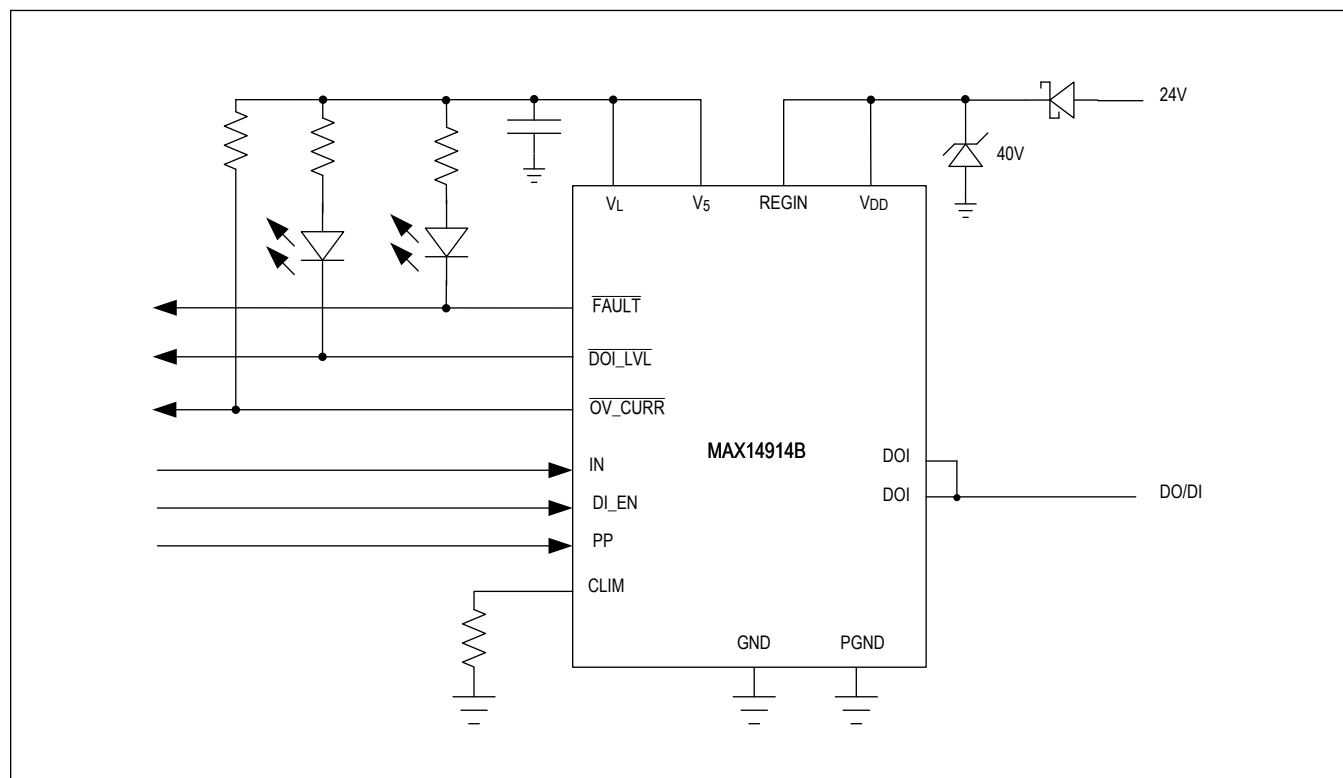 24V
40V
VL
V5
REGIN
VDD
FAULT
DOI_LVL
OV_CURR
MAX14914B
IN
DOI
DI_EN
DOI
DO/DI
PP
CLIM
GND
PGND